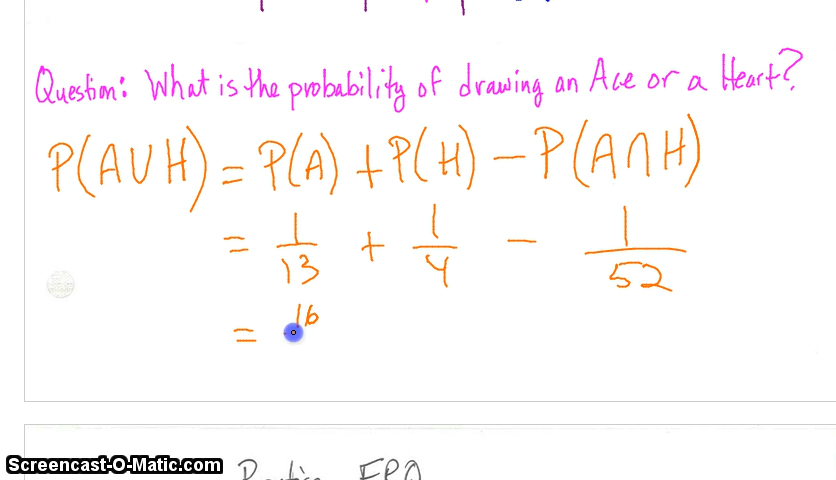 Question: What is the probability of drawing an Ace or a Heart?
P(A∪H) = P(A) + P(H) − P(A∩H)
= 1/13 + 1/4 − 1/52
= 16
Screencast-O-Matic.com